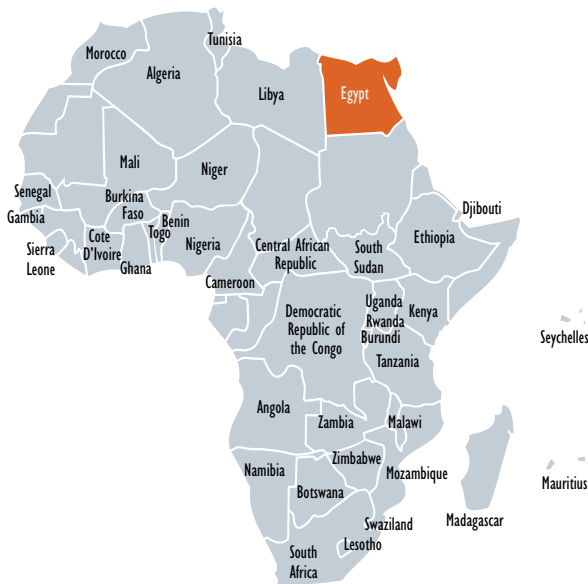 Tunisia
Morocco
Algeria
Libya
Egypt
Mali
Niger
Senegal
Burkina
Faso
Gambia
Benin
Togo
Djibouti
Cote
D'Ivoire
Nigeria
Ethiopia
Sierra
Leone
Ghana
Central African
Republic
South
Sudan
Cameroon
Uganda
Rwanda
Kenya
Democratic
Republic of
the Congo
Burundi
Seychelles
Tanzania
Angola
Zambia
Malawi
Zimbabwe
Namibia
Mozambique
Mauritius
Botswana
Madagascar
Swaziland
Lesotho
South
Africa